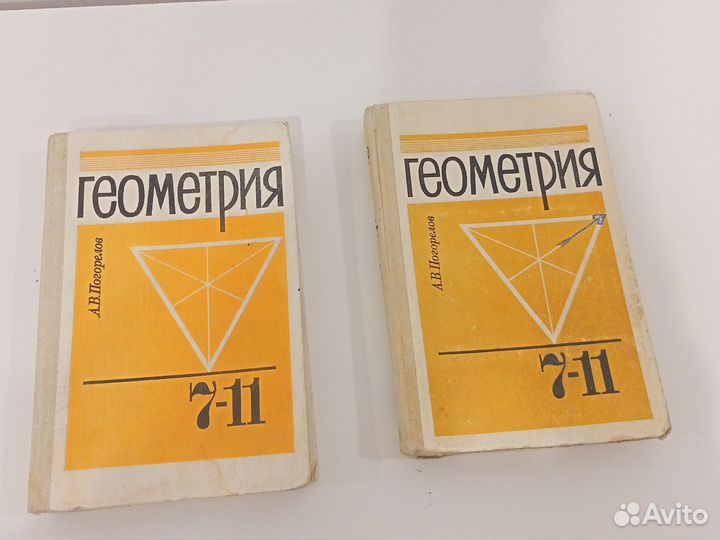 ГЕОМЕТРИЯ
А.В.Погорелов
7-11
ГЕОМЕТРИЯ
А.В.Погорелов
7-11
Avito